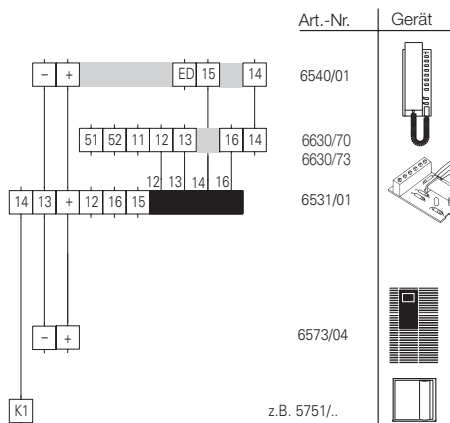 Art.-Nr. Gerät
− + ED 15 14 6540/01
51 52 11 12 13 16 14 6630/70
6630/73
12 13 14 16
14 13 + 12 16 15 6531/01
− + 6573/04
K1 z.B. 5751/..